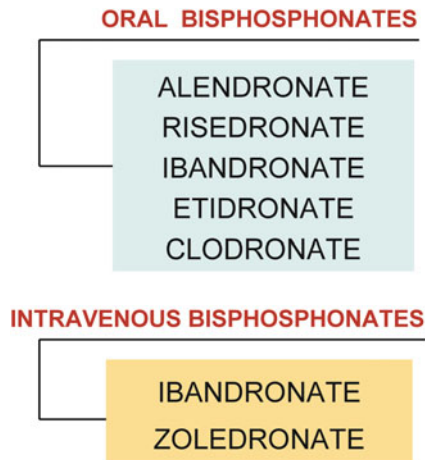 ORAL BISPHOSPHONATES
ALENDRONATE
RISEDRONATE
IBANDRONATE
ETIDRONATE
CLODRONATE
INTRAVENOUS BISPHOSPHONATES
IBANDRONATE
ZOLEDRONATE